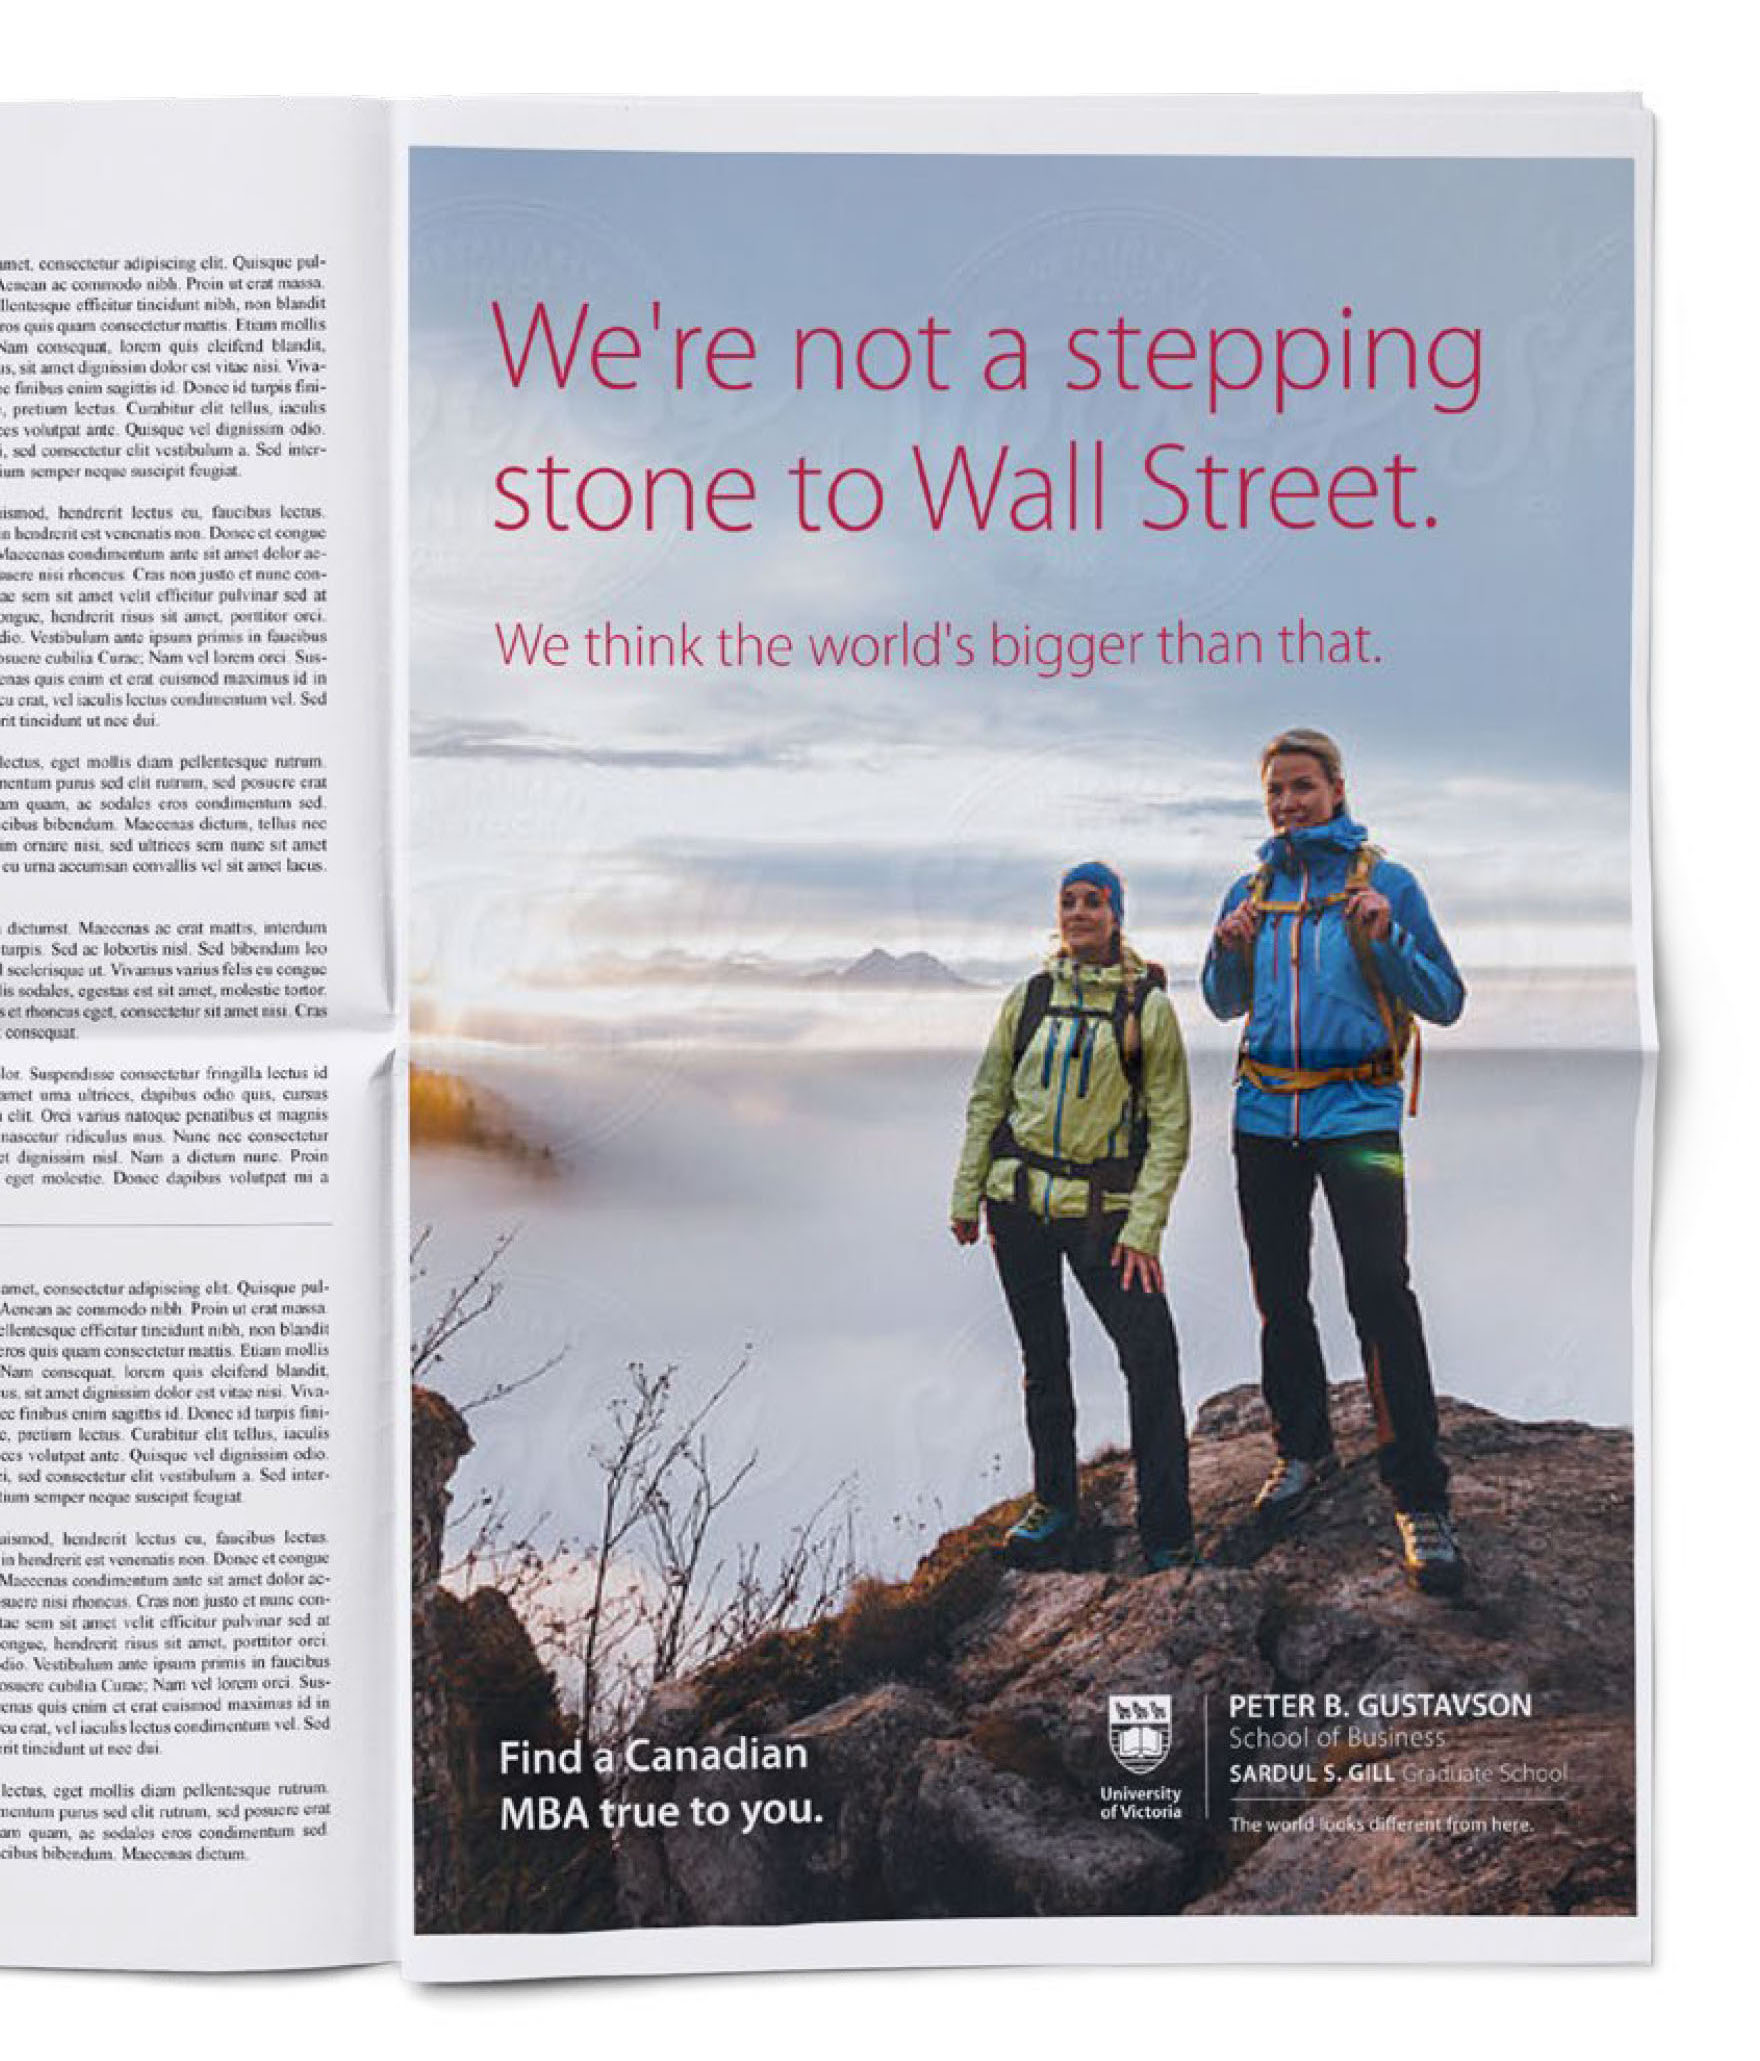 amet, consectetur adipiscing elit. Quisque pul-
Aenean ac commodo nibh. Proin ut erat massa.
llentesque efficitur tincidunt nibh, non blandit
ros quis quam consectetur mattis. Etiam mollis
Nam consequat, lorem quis eleifend blandit,
us, sit amet dignissim dolor est vitae nisi. Viva-
c finibus enim sagittis id. Donec id turpis fini-
, pretium lectus. Curabitur elit tellus, iaculis
ces volutpat ante. Quisque vel dignissim odio.
i, sed consectetur elit vestibulum a. Sed inter-
ium semper neque suscipit feugiat.
uismod, hendrerit lectus eu, faucibus lectus.
in hendrerit est venenatis non. Donec et congue
Maecenas condimentum ante sit amet dolor ac-
suere nisi rhoncus. Cras non justo et nunc con-
ae sem sit amet velit efficitur pulvinar sed at
ongue, hendrerit risus sit amet, porttitor orci.
dio. Vestibulum ante ipsum primis in faucibus
osuere cubilia Curae; Nam vel lorem orci. Sus-
enas quis enim et erat euismod maximus id in
cu erat, vel iaculis lectus condimentum vel. Sed
rit tincidunt ut nec dui.
lectus, eget mollis diam pellentesque rutrum.
mentum purus sed elit rutrum, sed posuere erat
am quam, ac sodales eros condimentum sed.
cibus bibendum. Maecenas dictum, tellus nec
im ornare nisi, sed ultrices sem nunc sit amet
eu urna accumsan convallis vel sit amet lacus.
dictumst. Maecenas ac erat mattis, interdum
turpis. Sed ac lobortis nisl. Sed bibendum leo
l scelerisque ut. Vivamus varius felis eu congue
lis sodales, egestas est sit amet, molestie tortor.
s et rhoncus eget, consectetur sit amet nisi. Cras
consequat.
lor. Suspendisse consectetur fringilla lectus id
amet urna ultrices, dapibus odio quis, cursus
elit. Orci varius natoque penatibus et magnis
nascetur ridiculus mus. Nunc nec consectetur
et dignissim nisl. Nam a dictum nunc. Proin
eget molestie. Donec dapibus volutpat mi a
amet, consectetur adipiscing elit. Quisque pul-
Aenean ac commodo nibh. Proin ut erat massa.
ellentesque efficitur tincidunt nibh, non blandit
eros quis quam consectetur mattis. Etiam mollis
Nam consequat, lorem quis eleifend blandit,
us, sit amet dignissim dolor est vitae nisi. Viva-
ec finibus enim sagittis id. Donec id turpis fini-
c, pretium lectus. Curabitur elit tellus, iaculis
ces volutpat ante. Quisque vel dignissim odio.
i, sed consectetur elit vestibulum a. Sed inter-
tium semper neque suscipit feugiat.
uismod, hendrerit lectus eu, faucibus lectus.
in hendrerit est venenatis non. Donec et congue
Maecenas condimentum ante sit amet dolor ac-
suere nisi rhoncus. Cras non justo et nunc con-
tae sem sit amet velit efficitur pulvinar sed at
ongue, hendrerit risus sit amet, porttitor orci.
dio. Vestibulum ante ipsum primis in faucibus
osuere cubilia Curae; Nam vel lorem orci. Sus-
cenas quis enim et erat euismod maximus id in
cu erat, vel iaculis lectus condimentum vel. Sed
rit tincidunt ut nec dui.
lectus, eget mollis diam pellentesque rutrum.
mentum purus sed elit rutrum, sed posuere erat
am quam, ac sodales eros condimentum sed.
cibus bibendum. Maecenas dictum.
We're not a stepping
stone to Wall Street.
We think the world's bigger than that.
Find a Canadian
MBA true to you.
University
of Victoria
PETER B. GUSTAVSON
School of Business
SARDUL S. GILL Graduate School
The world looks different from here.